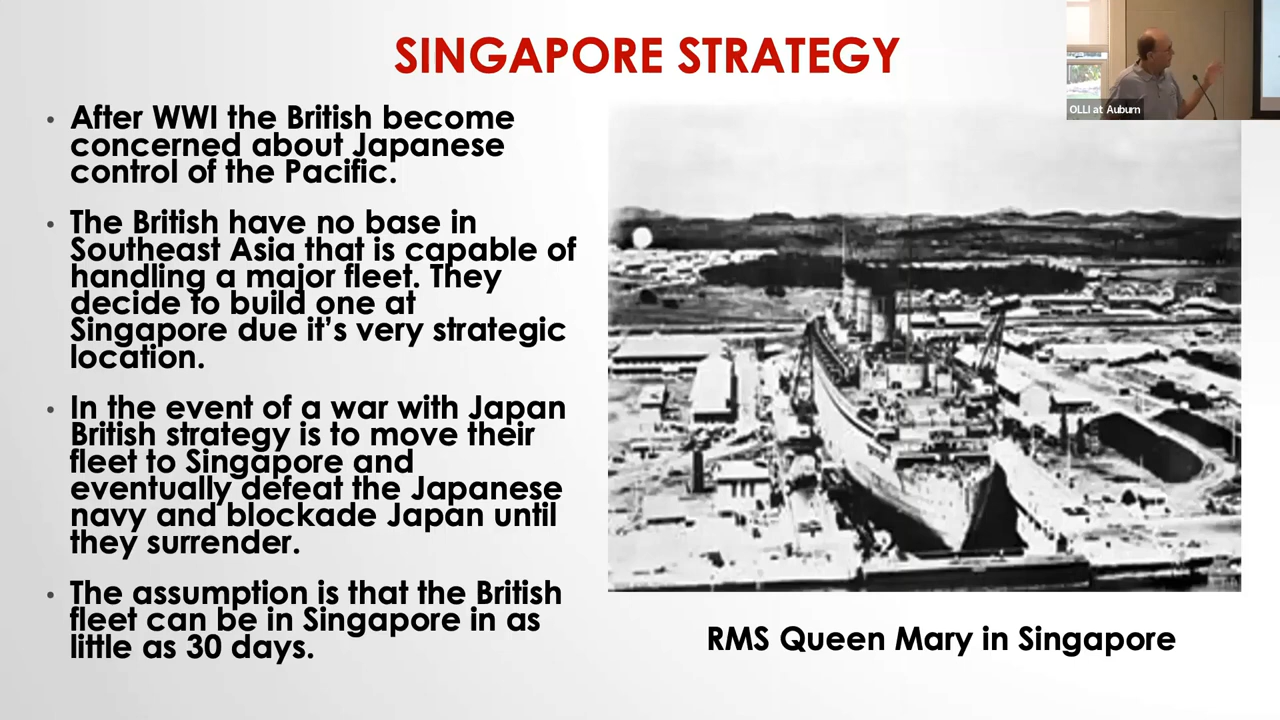 SINGAPORE STRATEGY
OLLI at Auburn
• After WWI the British become
concerned about Japanese
control of the Pacific.
• The British have no base in
Southeast Asia that is capable of
handling a major fleet. They
decide to build one at
Singapore due it's very strategic
location.
• In the event of a war with Japan
British strategy is to move their
fleet to Singapore and
eventually defeat the Japanese
navy and blockade Japan until
they surrender.
• The assumption is that the British
fleet can be in Singapore in as
little as 30 days.
RMS Queen Mary in Singapore